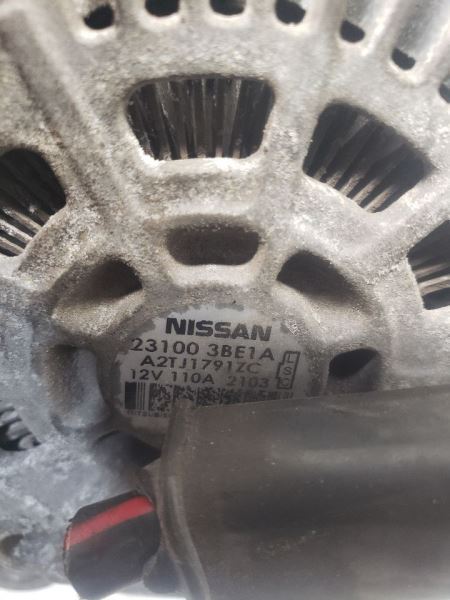 NISSAN
23100 3BE1A
A2TJ1791ZC
12V 110A 2103
L
S
C